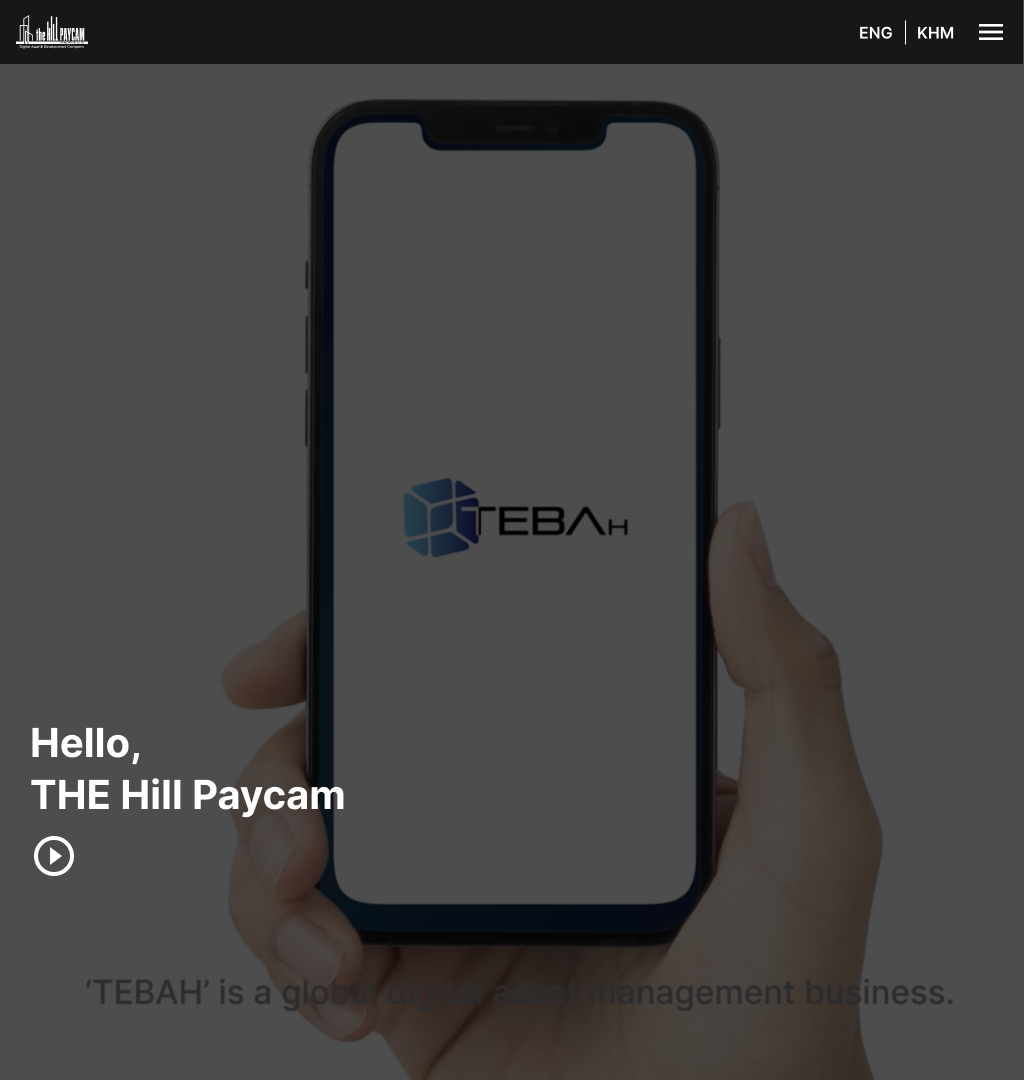 the Hill PAYCAM
Digital Asset & Development Company
ENG
KHM
TEBAH
Hello,
THE Hill Paycam
‘TEBAH’ is a global digital asset management business.